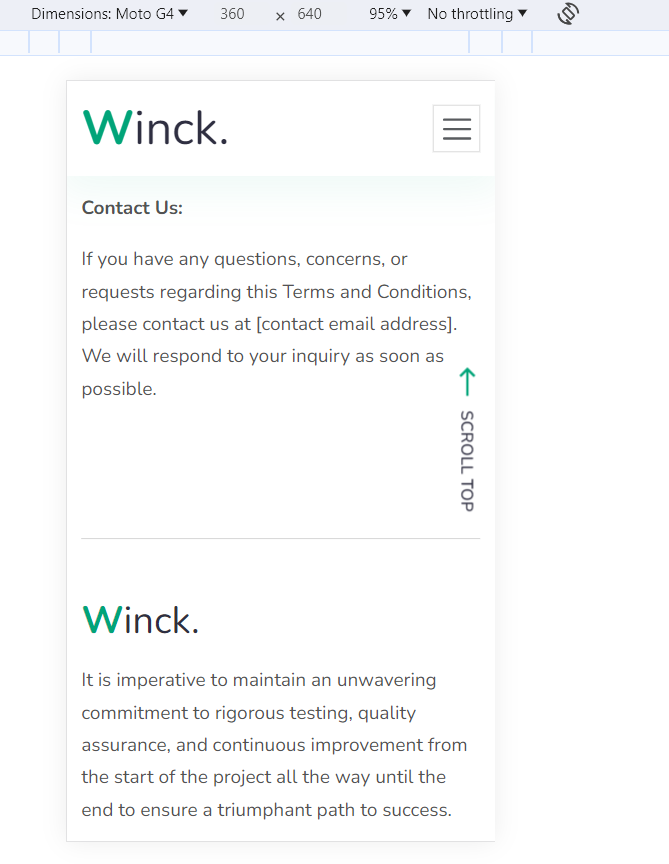 Dimensions: Moto G4 ▼ 360 × 640 95% ▼ No throttling ▼
Winck.
Contact Us:
If you have any questions, concerns, or
requests regarding this Terms and Conditions,
please contact us at [contact email address].
We will respond to your inquiry as soon as
possible.
SCROLL TOP
Winck.
It is imperative to maintain an unwavering
commitment to rigorous testing, quality
assurance, and continuous improvement from
the start of the project all the way until the
end to ensure a triumphant path to success.